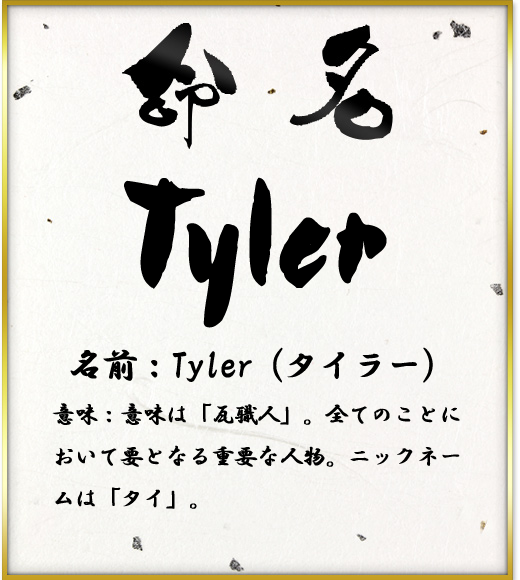 命名
Tyler
名前：Tyler（タイラー）
意味：意味は「瓦職人」。全てのことに
おいて要となる重要な人物。ニックネー
ムは「タイ」。